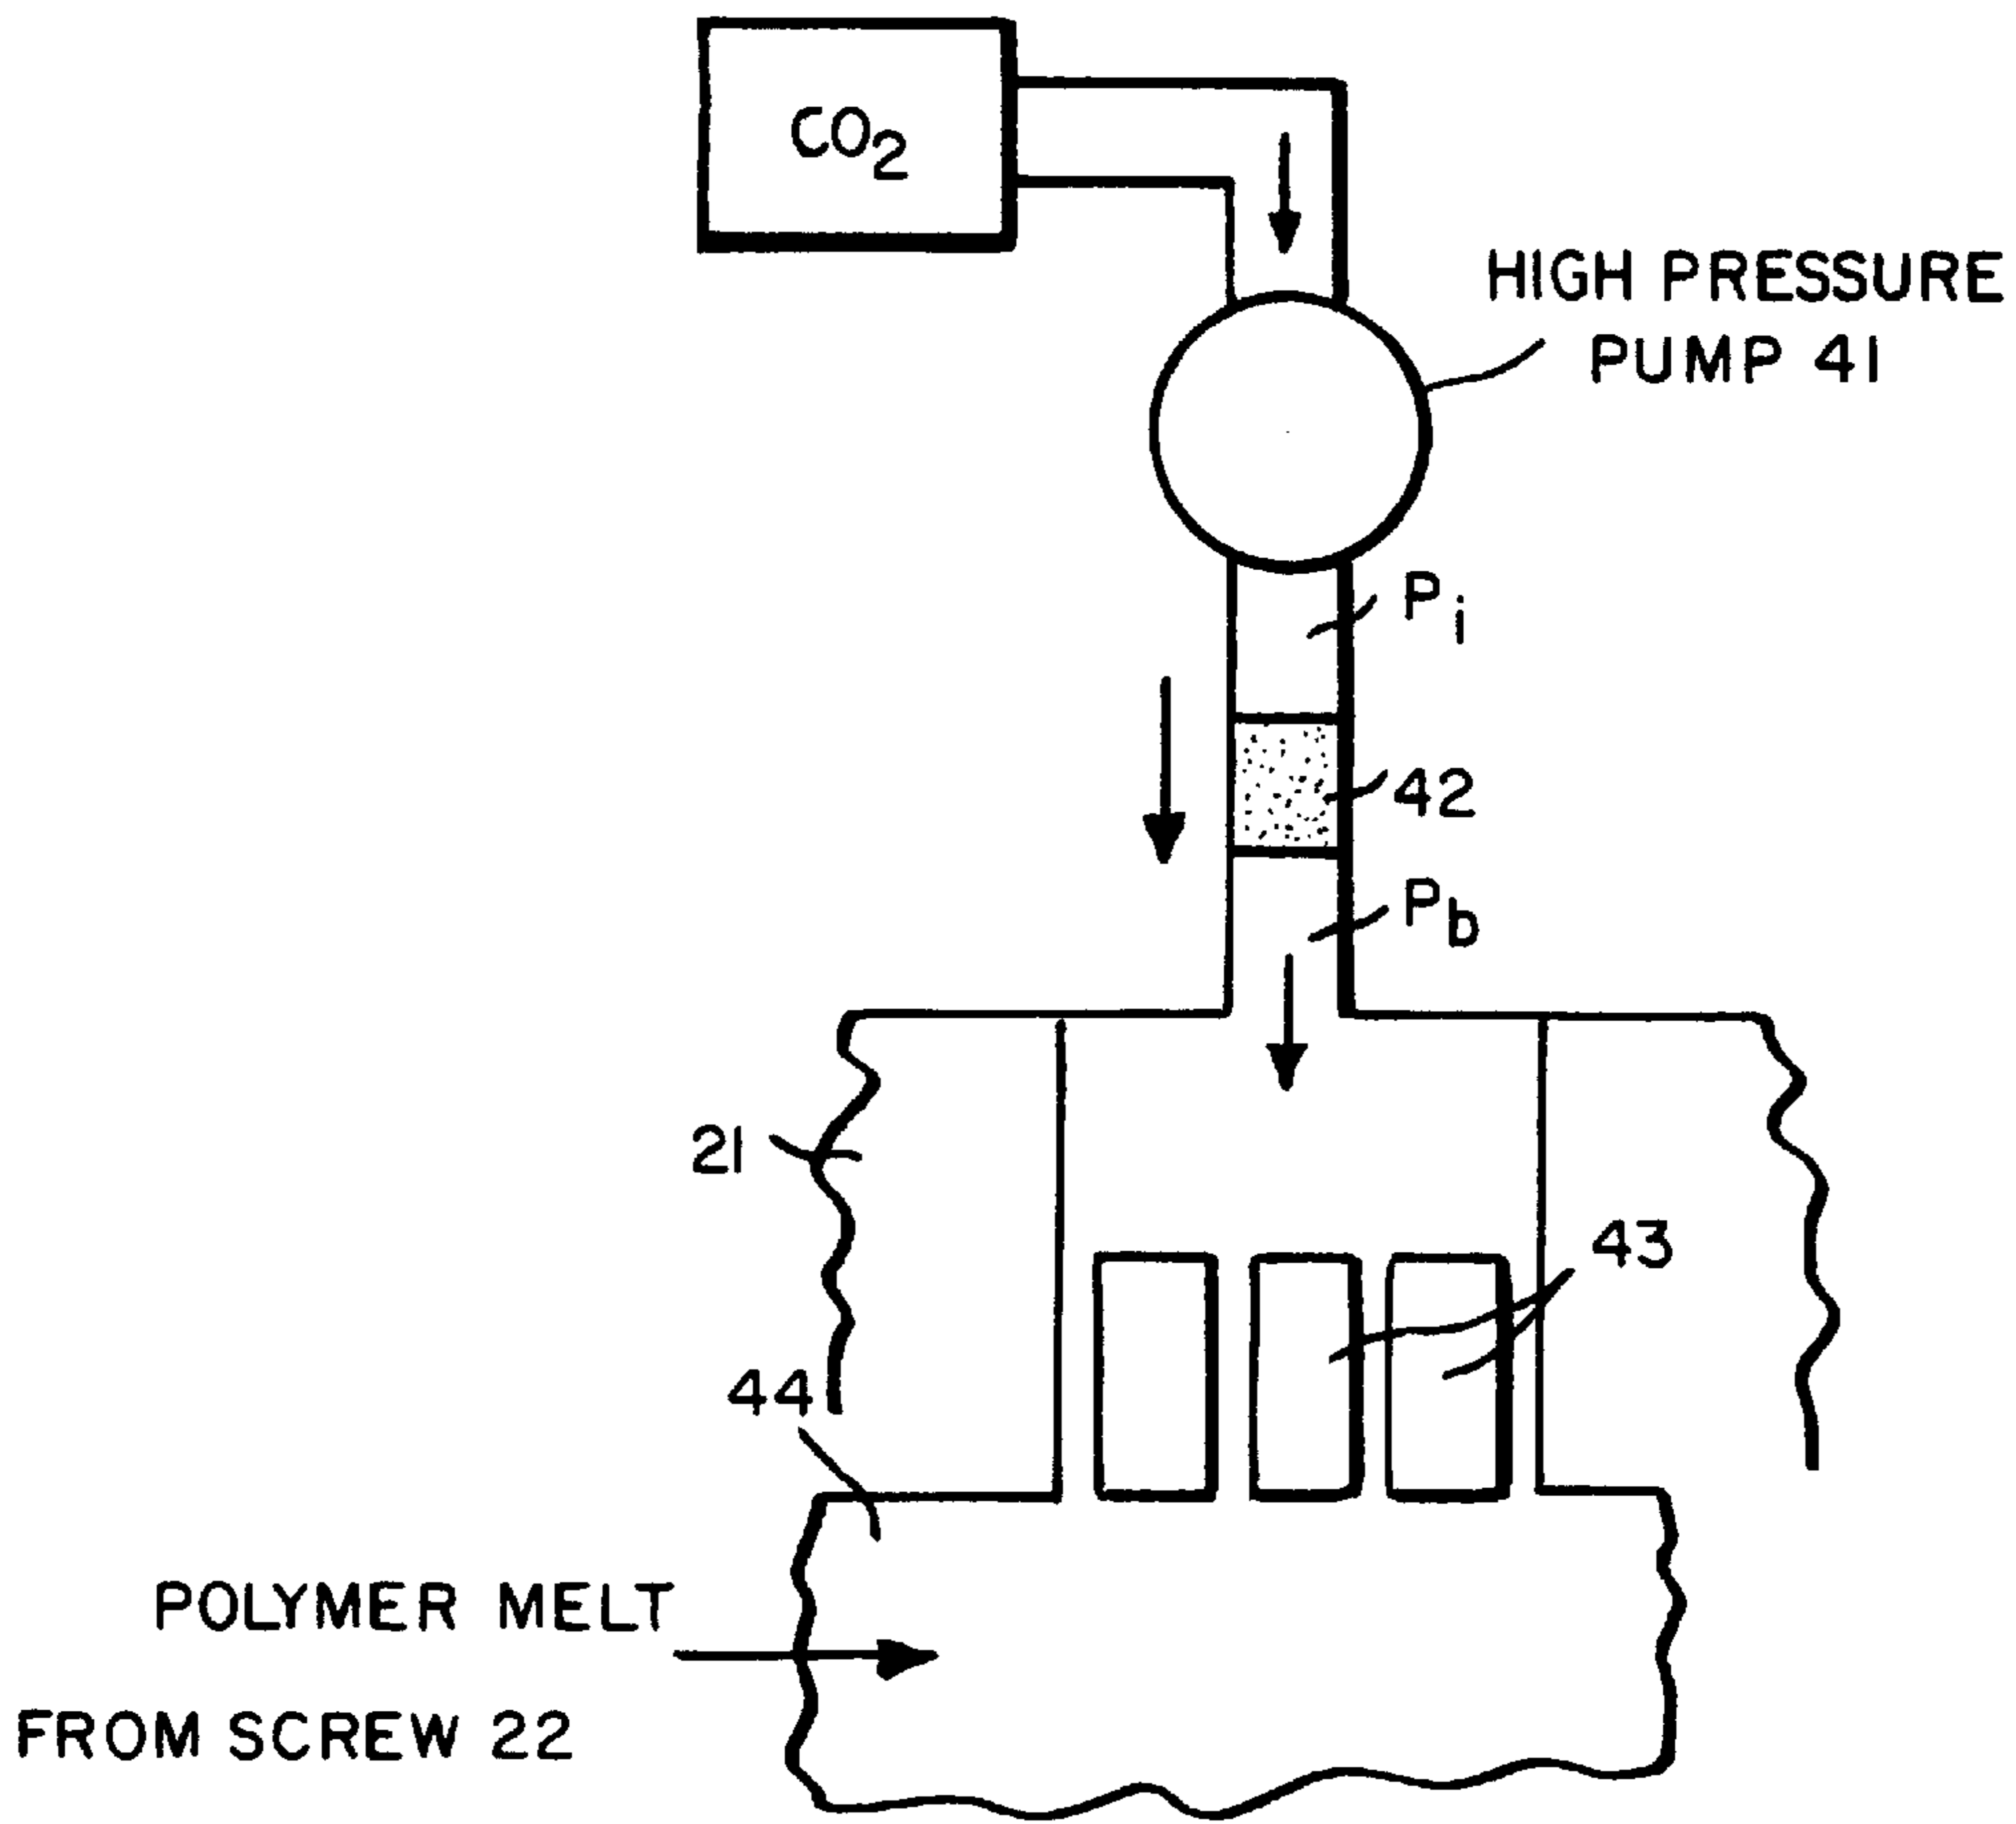 CO2
HIGH PRESSURE
PUMP 41
Pi
42
Pb
21
43
44
POLYMER MELT
FROM SCREW 22